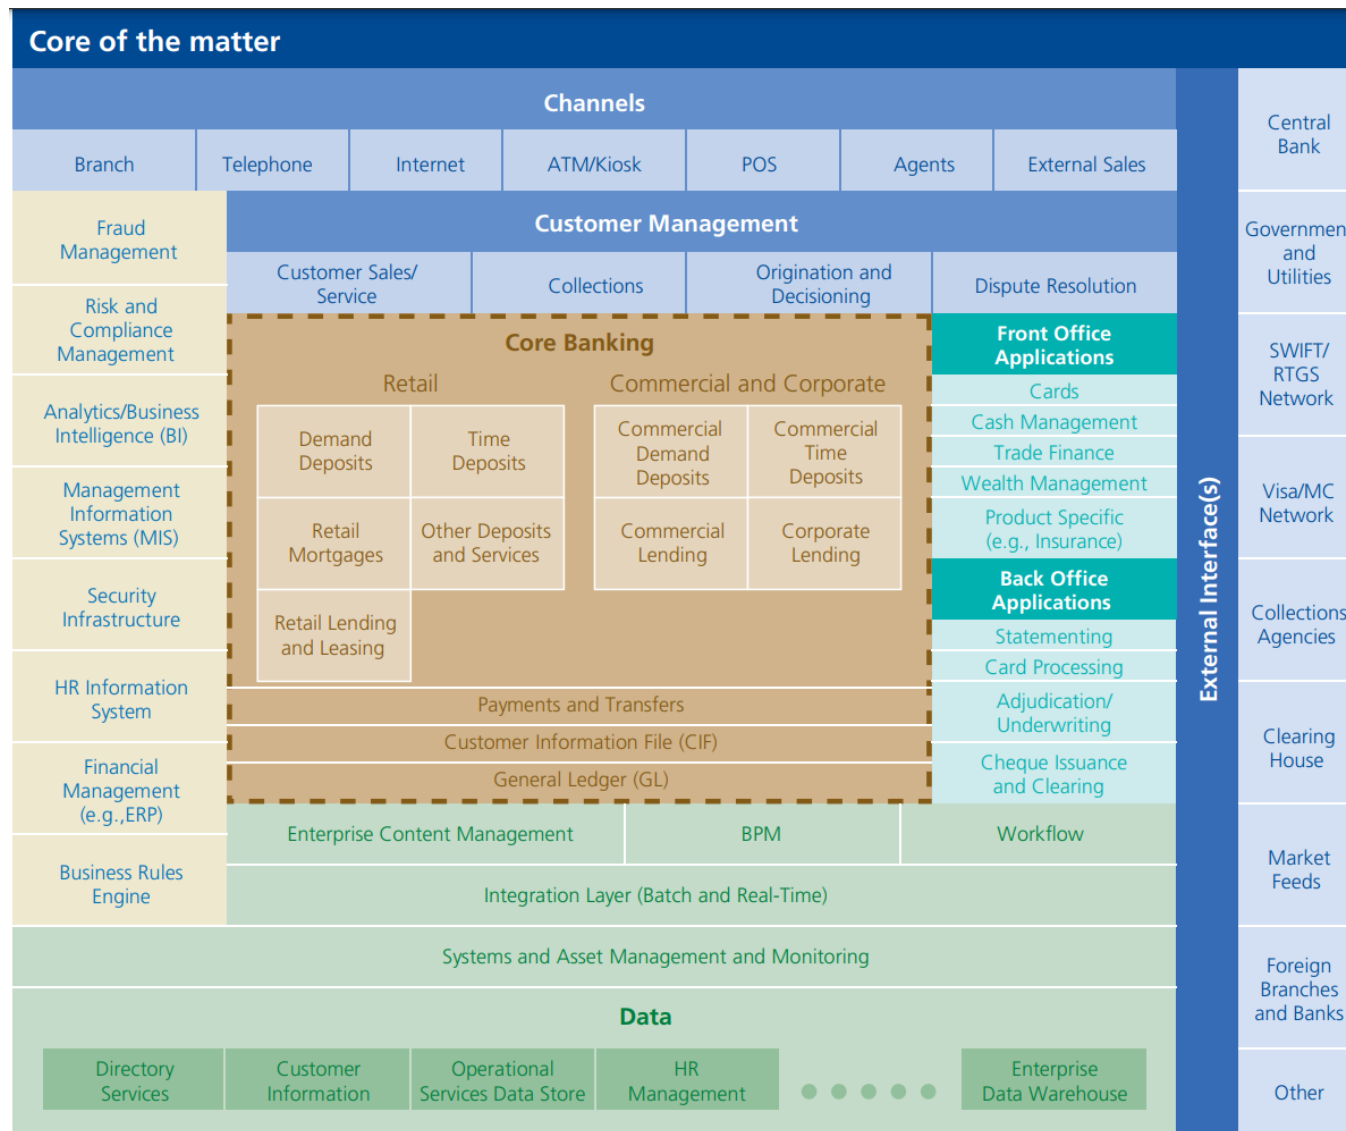 Core of the matter
Channels
Branch
Telephone
Internet
ATM/Kiosk
POS
Agents
External Sales
Customer Management
Customer Sales/
Service
Collections
Origination and
Decisioning
Dispute Resolution
Fraud
Management
Risk and
Compliance
Management
Analytics/Business
Intelligence (BI)
Management
Information
Systems (MIS)
Security
Infrastructure
HR Information
System
Financial
Management
(e.g.,ERP)
Business Rules
Engine
Core Banking
Retail
Demand
Deposits
Time
Deposits
Retail
Mortgages
Other Deposits
and Services
Retail Lending
and Leasing
Commercial and Corporate
Commercial
Demand
Deposits
Commercial
Time
Deposits
Commercial
Lending
Corporate
Lending
Payments and Transfers
Customer Information File (CIF)
General Ledger (GL)
Front Office
Applications
Cards
Cash Management
Trade Finance
Wealth Management
Product Specific
(e.g., Insurance)
Back Office
Applications
Statementing
Card Processing
Adjudication/
Underwriting
Cheque Issuance
and Clearing
Enterprise Content Management
BPM
Workflow
Integration Layer (Batch and Real-Time)
Systems and Asset Management and Monitoring
Data
Directory
Services
Customer
Information
Operational
Services Data Store
HR
Management
Enterprise
Data Warehouse
External Interface(s)
Central
Bank
Governmen
and
Utilities
SWIFT/
RTGS
Network
Visa/MC
Network
Collections
Agencies
Clearing
House
Market
Feeds
Foreign
Branches
and Banks
Other